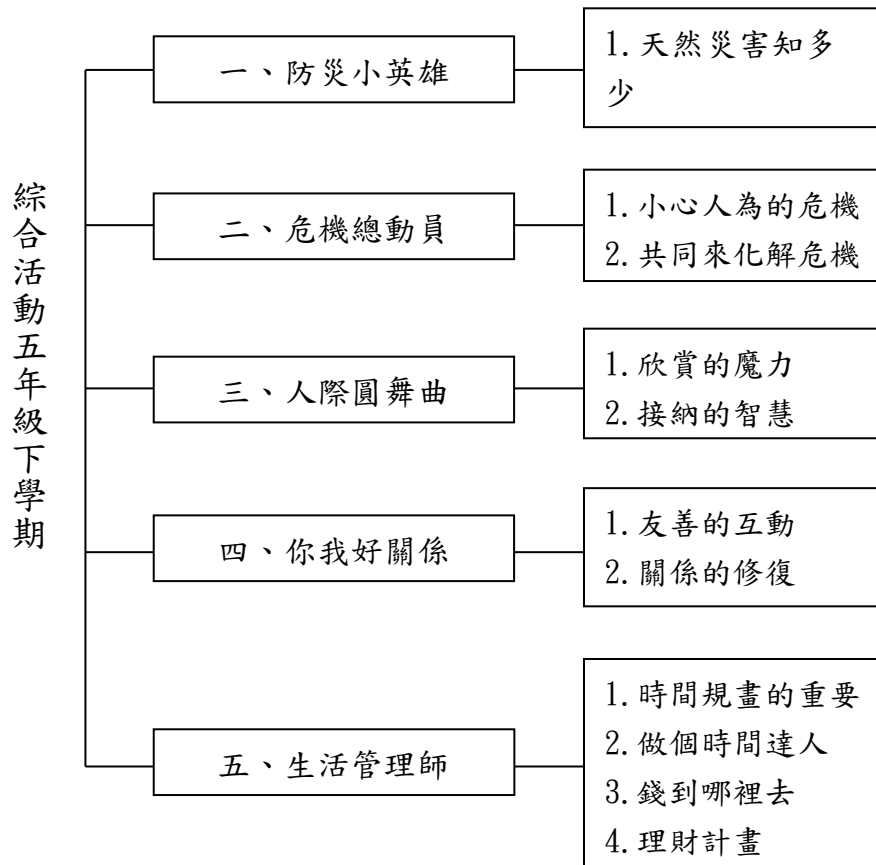 綜合活動五年級下學期
一、防災小英雄
1.天然災害知多
少
二、危機總動員
1.小心人為的危機
2.共同來化解危機
三、人際圓舞曲
1.欣賞的魔力
2.接納的智慧
四、你我好關係
1.友善的互動
2.關係的修復
五、生活管理師
1.時間規畫的重要
2.做個時間達人
3.錢到哪裡去
4.理財計畫